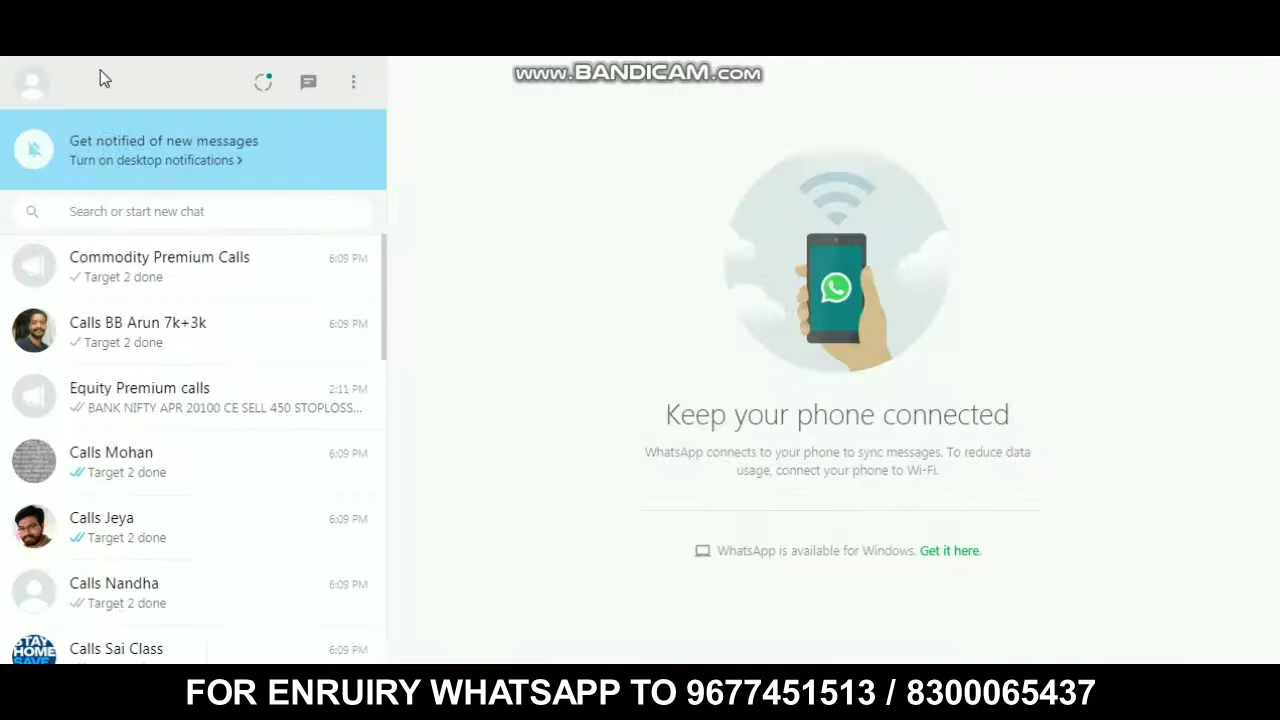 www.BANDICAM.com
Get notified of new messages
Turn on desktop notifications >
Search or start new chat
Commodity Premium Calls 6:09 PM
Target 2 done
Calls BB Arun 7k+3k 6:09 PM
Target 2 done
Equity Premium calls 2:11 PM
BANK NIFTY APR 20100 CE SELL 450 STOPLOSS...
Calls Mohan 6:09 PM
Target 2 done
Calls Jeya 6:09 PM
Target 2 done
Calls Nandha 6:09 PM
Target 2 done
Calls Sai Class 6:09 PM
STAY
HOME
SAVE
Keep your phone connected
WhatsApp connects to your phone to sync messages. To reduce data
usage, connect your phone to Wi-Fi.
WhatsApp is available for Windows. Get it here.
FOR ENRUIRY WHATSAPP TO 9677451513 / 8300065437